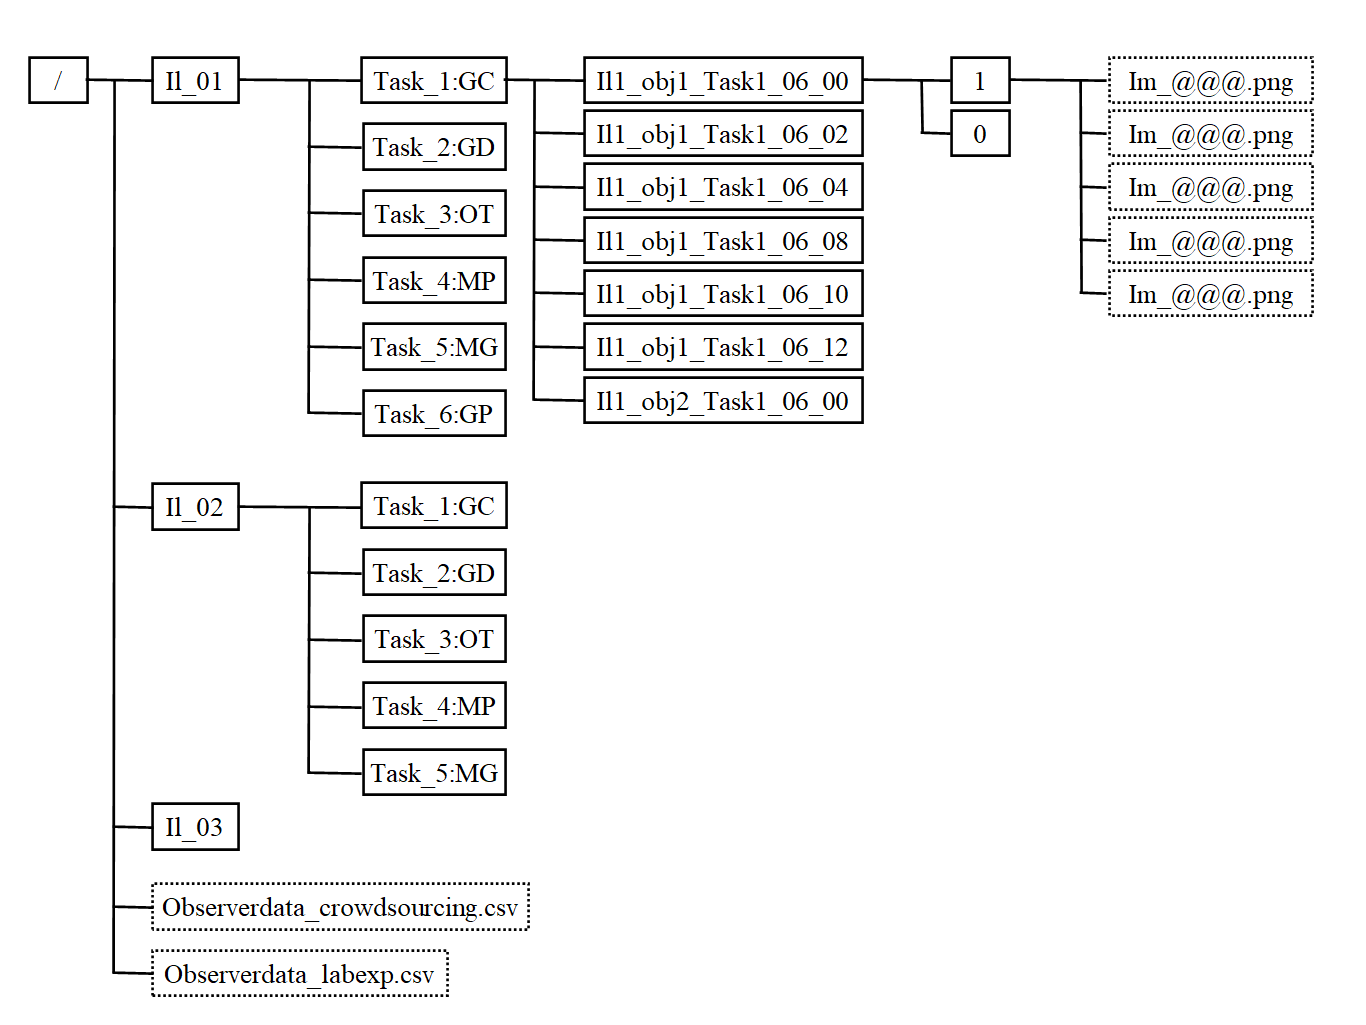 /
Il_01
Task_1:GC
Il1_obj1_Task1_06_00
1
Im_@@@.png
Il1_obj1_Task1_06_02
0
Im_@@@.png
Task_2:GD
Il1_obj1_Task1_06_04
Im_@@@.png
Task_3:OT
Il1_obj1_Task1_06_08
Im_@@@.png
Task_4:MP
Il1_obj1_Task1_06_10
Im_@@@.png
Task_5:MG
Il1_obj1_Task1_06_12
Task_6:GP
Il1_obj2_Task1_06_00
Il_02
Task_1:GC
Task_2:GD
Task_3:OT
Task_4:MP
Task_5:MG
Il_03
Observerdata_crowdsourcing.csv
Observerdata_labexp.csv